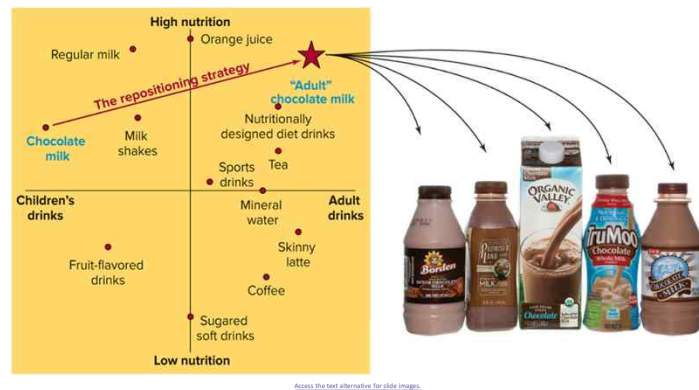 High nutrition
Orange juice
Regular milk
The repositioning strategy
"Adult"
chocolate milk
Nutritionally
designed diet drinks
Chocolate
milk
Milk
shakes
Tea
Sports
drinks
Children's
drinks
Adult
drinks
Mineral
water
Skinny
latte
Fruit-flavored
drinks
Coffee
Sugared
soft drinks
Low nutrition
Borden
ORGANIC
VALLEY
Chocolate
TruMoo
Chocolate
Whole Milk
CHOCOLATE
MILK
Access the text alternative for slide images.